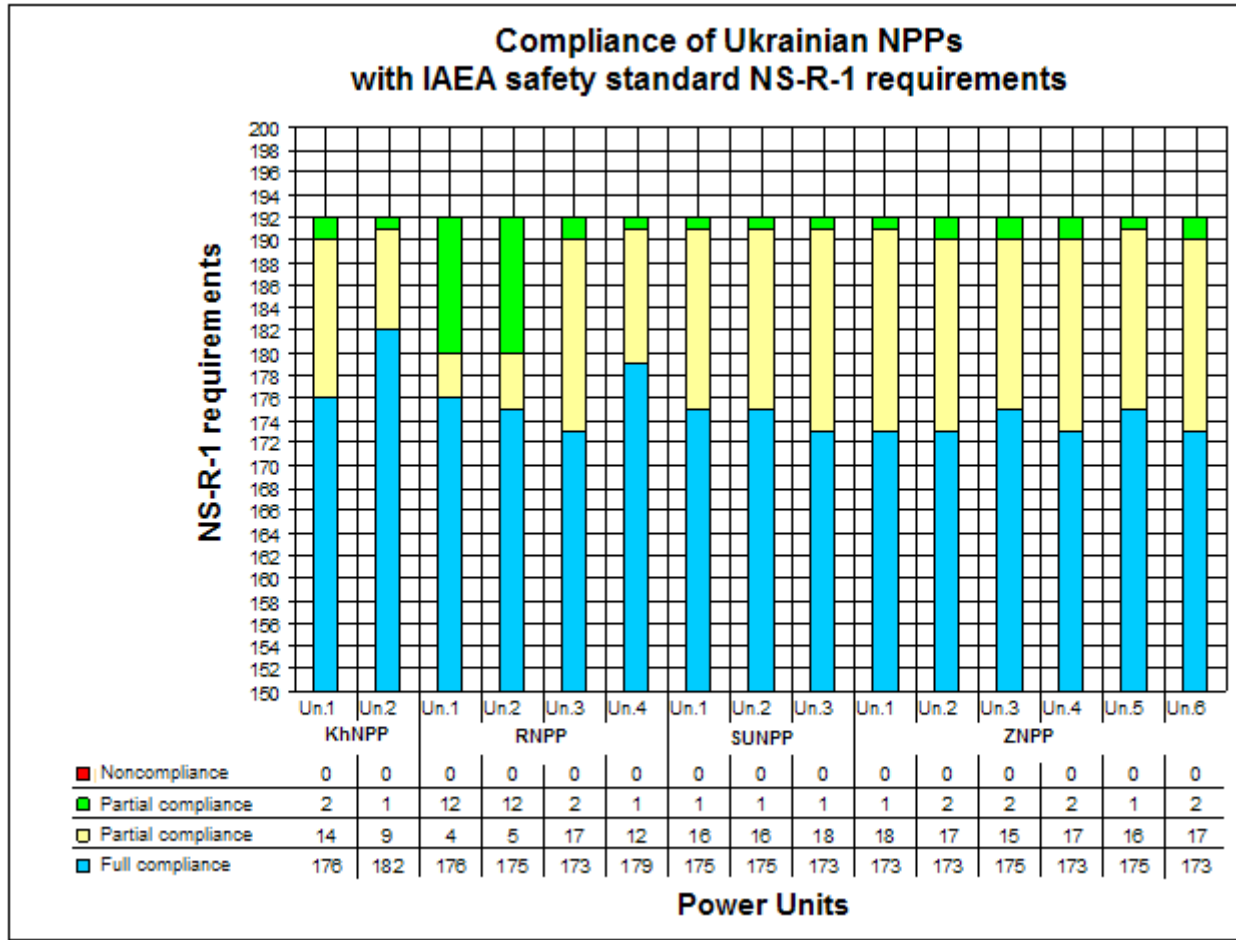 Compliance of Ukrainian NPPs
with IAEA safety standard NS-R-1 requirements
NS-R-1 requirements
200
198
196
194
192
190
188
186
184
182
180
178
176
174
172
170
168
166
164
162
160
158
156
154
152
150
Un.1 Un.2 Un.1 Un.2 Un.3 Un.4 Un.1 Un.2 Un.3 Un.1 Un.2 Un.3 Un.4 Un.5 Un.6
KhNPP RNPP SUNPP ZNPP
Noncompliance 0 0 0 0 0 0 0 0 0 0 0 0 0 0 0
Partial compliance 2 1 12 12 2 1 1 1 1 1 2 2 2 1 2
Partial compliance 14 9 4 5 17 12 16 16 18 18 17 15 17 16 17
Full compliance 176 182 176 175 173 179 175 175 173 173 173 175 173 175 173
Power Units